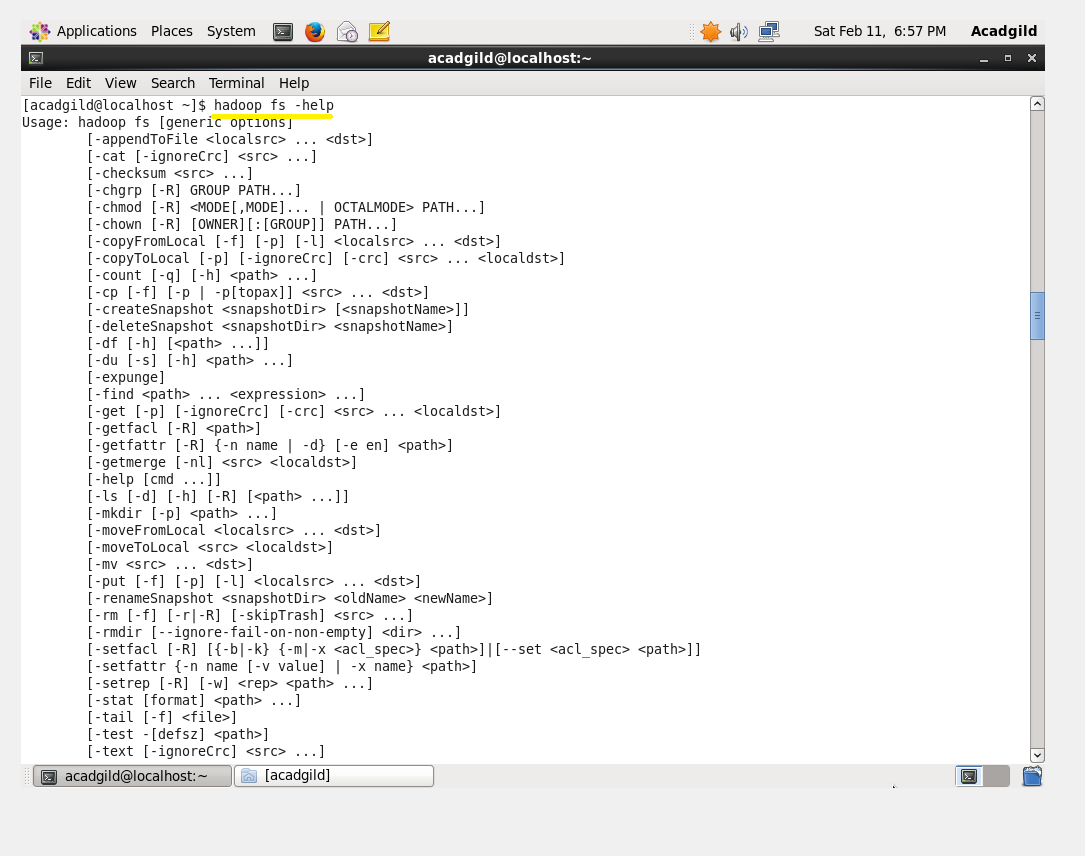 Applications Places System Sat Feb 11, 6:57 PM Acadgild
acadgild@localhost:~
File Edit View Search Terminal Help
[acadgild@localhost ~]$ hadoop fs -help
Usage: hadoop fs [generic options]
[-appendToFile <localsrc> ... <dst>]
[-cat [-ignoreCrc] <src> ...]
[-checksum <src> ...]
[-chgrp [-R] GROUP PATH...]
[-chmod [-R] <MODE[,MODE]... | OCTALMODE> PATH...]
[-chown [-R] [OWNER][:[GROUP]] PATH...]
[-copyFromLocal [-f] [-p] [-l] <localsrc> ... <dst>]
[-copyToLocal [-p] [-ignoreCrc] [-crc] <src> ... <localdst>]
[-count [-q] [-h] <path> ...]
[-cp [-f] [-p | -p[topax]] <src> ... <dst>]
[-createSnapshot <snapshotDir> [<snapshotName>]]
[-deleteSnapshot <snapshotDir> <snapshotName>]
[-df [-h] [<path> ...]]
[-du [-s] [-h] <path> ...]
[-expunge]
[-find <path> ... <expression> ...]
[-get [-p] [-ignoreCrc] [-crc] <src> ... <localdst>]
[-getfacl [-R] <path>]
[-getfattr [-R] {-n name | -d} [-e en] <path>]
[-getmerge [-nl] <src> <localdst>]
[-help [cmd ...]]
[-ls [-d] [-h] [-R] [<path> ...]]
[-mkdir [-p] <path> ...]
[-moveFromLocal <localsrc> ... <dst>]
[-moveToLocal <src> <localdst>]
[-mv <src> ... <dst>]
[-put [-f] [-p] [-l] <localsrc> ... <dst>]
[-renameSnapshot <snapshotDir> <oldName> <newName>]
[-rm [-f] [-r|-R] [-skipTrash] <src> ...]
[-rmdir [--ignore-fail-on-non-empty] <dir> ...]
[-setfacl [-R] [{-b|-k} {-m|-x <acl_spec>} <path>]|[--set <acl_spec> <path>]]
[-setfattr {-n name [-v value] | -x name} <path>]
[-setrep [-R] [-w] <rep> <path> ...]
[-stat [format] <path> ...]
[-tail [-f] <file>]
[-test -[defsz] <path>]
[-text [-ignoreCrc] <src> ...]
acadgild@localhost:~ [acadgild]